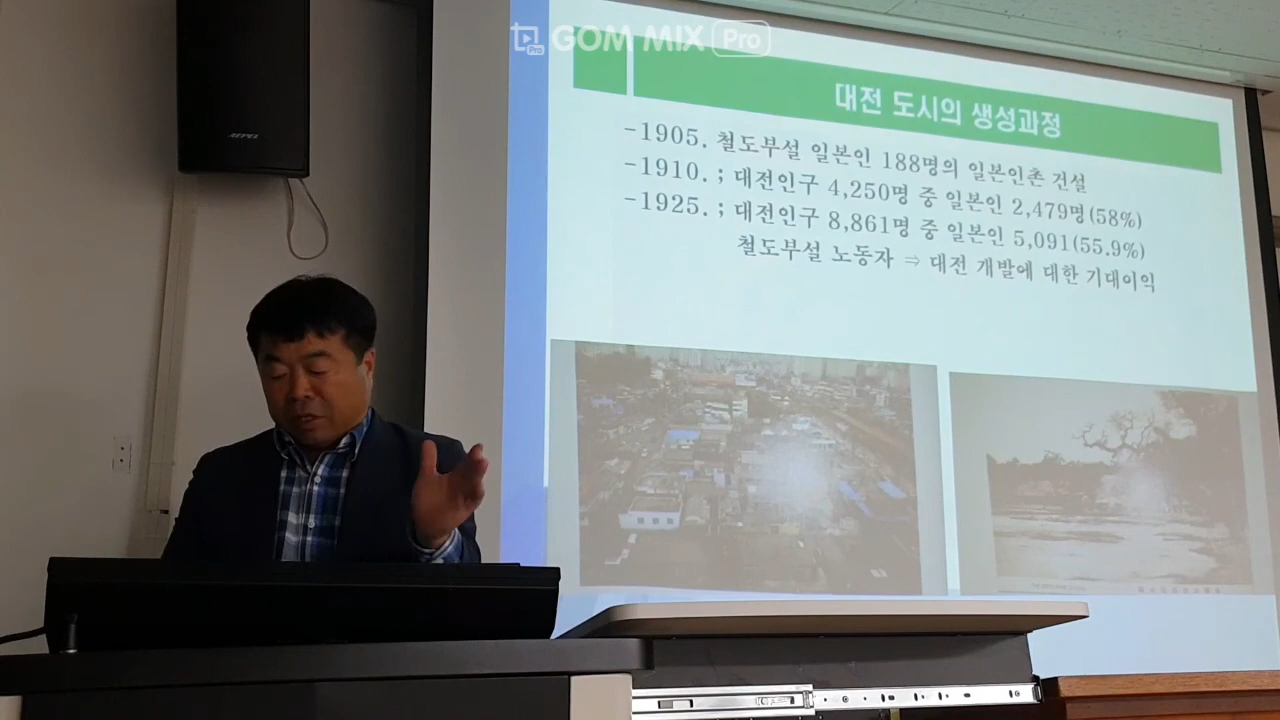 GOM MIX Pro
대전 도시의 생성과정
-1905. 철도부설 일본인 188명의 일본인촌 건설
-1910. ; 대전인구 4,250명 중 일본인 2,479명(58%)
-1925. ; 대전인구 8,861명 중 일본인 5,091(55.9%)
철도부설 노동자 ⇒ 대전 개발에 대한 기대이익